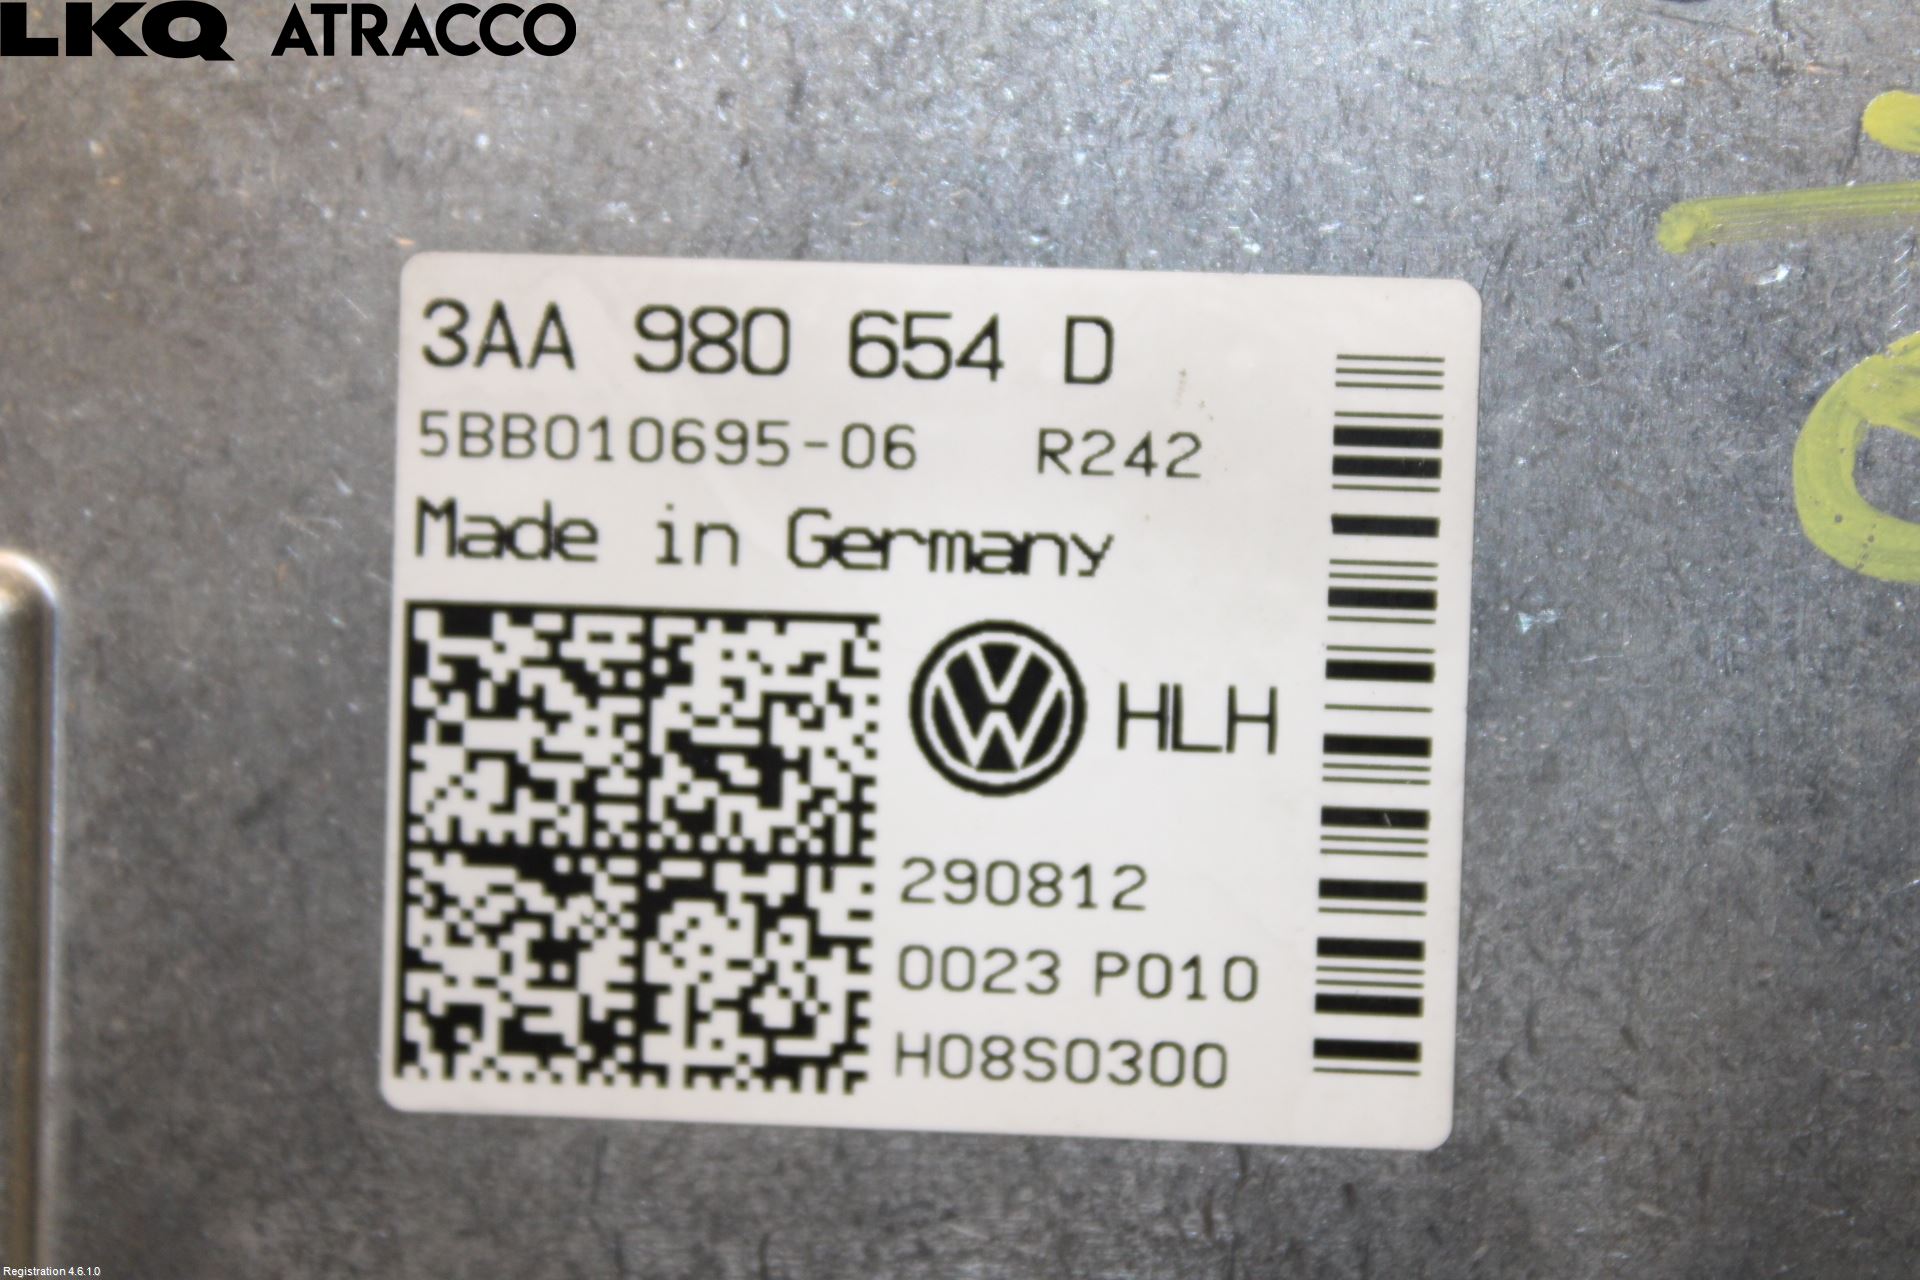 LKQ ATRACCO
3AA 980 654 D
5BB010695-06 R242
Made in Germany
HLH
290812
0023 P010
H08S0300
Registration 4.6.1.0